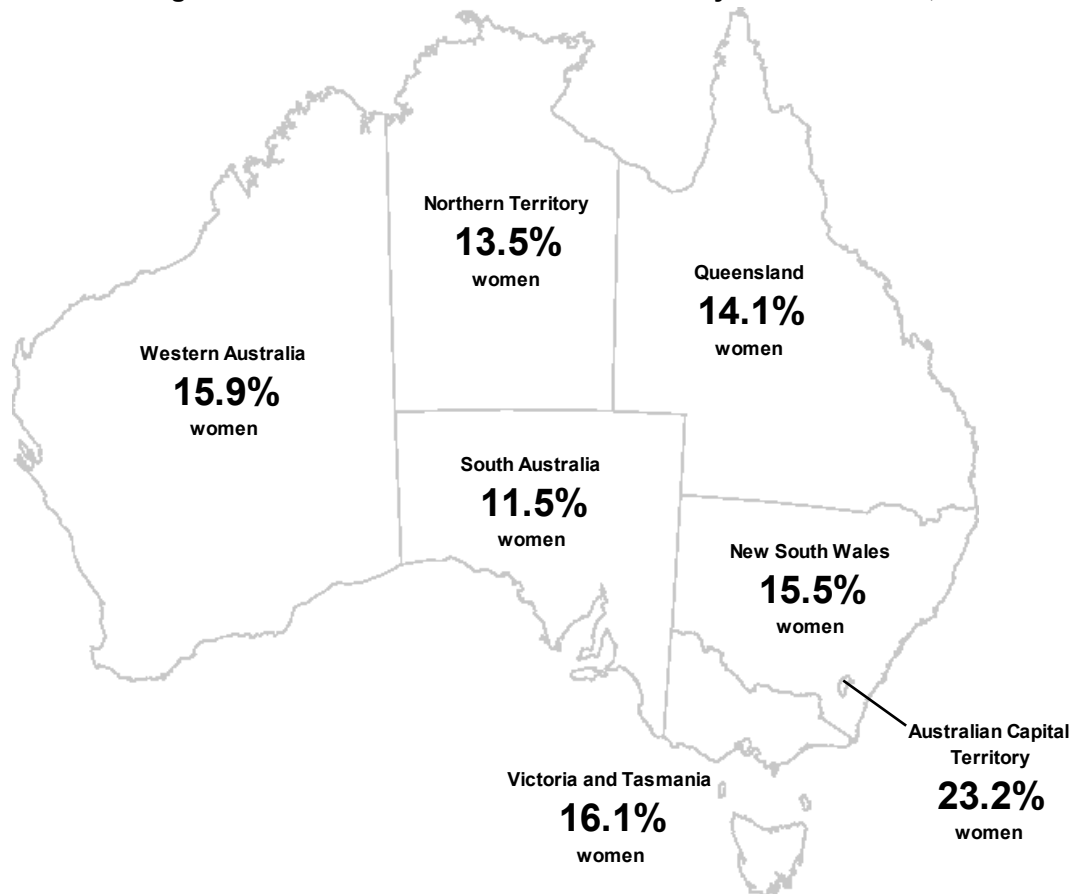 Northern Territory
13.5%
women
Queensland
14.1%
women
Western Australia
15.9%
women
South Australia
11.5%
women
New South Wales
15.5%
women
Australian Capital
Territory
23.2%
women
Victoria and Tasmania
16.1%
women